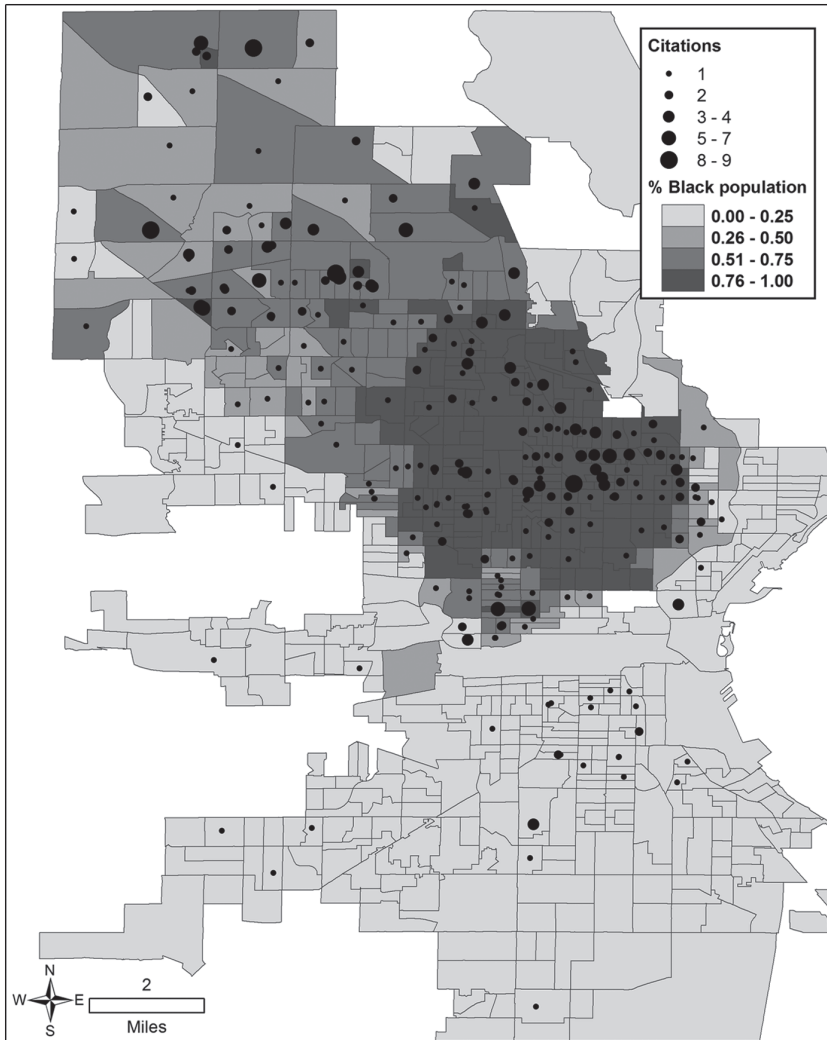 Citations
1
2
3 - 4
5 - 7
8 - 9
% Black population
0.00 - 0.25
0.26 - 0.50
0.51 - 0.75
0.76 - 1.00
N
W E
S
2
Miles